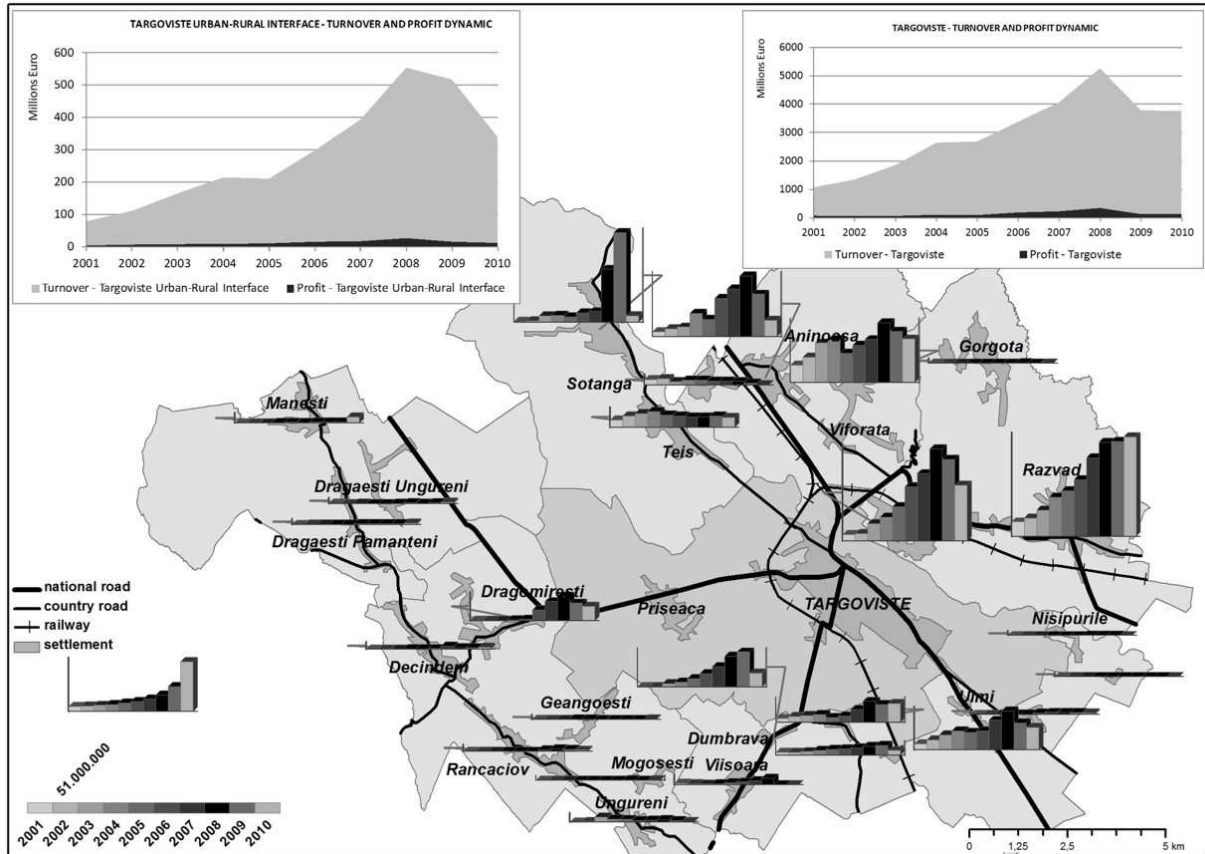 TARGOVISTE URBAN-RURAL INTERFACE - TURNOVER AND PROFIT DYNAMIC
Millions Euro
600
500
400
300
200
100
0
2001 2002 2003 2004 2005 2006 2007 2008 2009 2010
Turnover - Targoviste Urban-Rural Interface Profit - Targoviste Urban-Rural Interface
TARGOVISTE - TURNOVER AND PROFIT DYNAMIC
Millions Euro
6000
5000
4000
3000
2000
1000
0
2001 2002 2003 2004 2005 2006 2007 2008 2009 2010
Turnover - Targoviste Profit - Targoviste
Aninoasa
Gorgota
Sotanga
Manesti
Viforata
Teis
Razvad
Dragaesti Ungureni
Dragaesti Pamanteni
Dragomiresti
Priseaca
TARGOVISTE
Nisipurile
Decindeni
Ulmi
Geangoesti
Dumbrava
Rancaciov
Mogosesti
Viisoara
Ungureni
national road
country road
railway
settlement
51.000.000
2001 2002 2003 2004 2005 2006 2007 2008 2009 2010
0 1,25 2,5 5 km